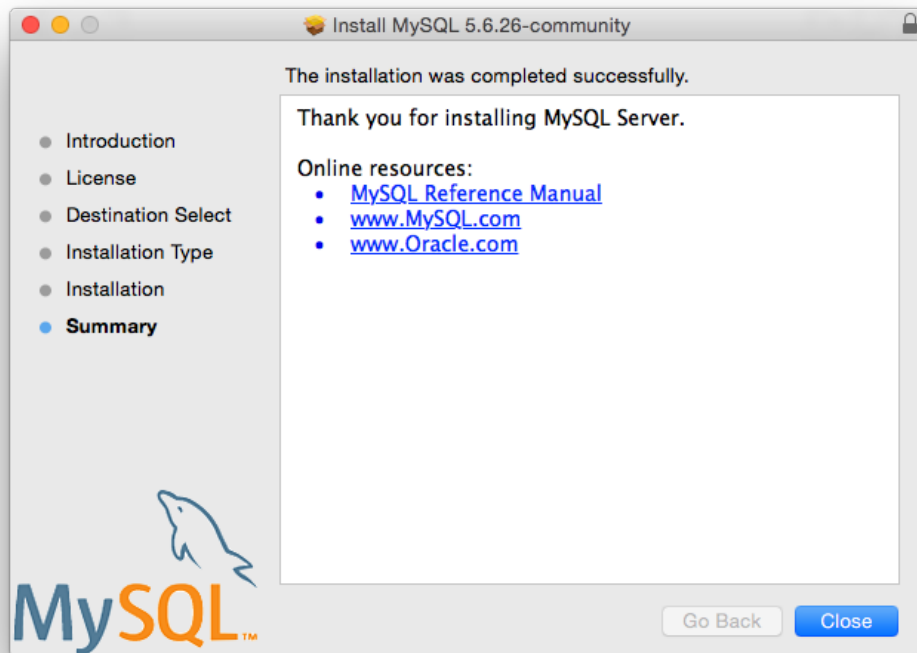 Install MySQL 5.6.26-community
The installation was completed successfully.
Introduction
License
Destination Select
Installation Type
Installation
Summary
Thank you for installing MySQL Server.
Online resources:
• MySQL Reference Manual
• www.MySQL.com
• www.Oracle.com
MySQL™
Go Back
Close